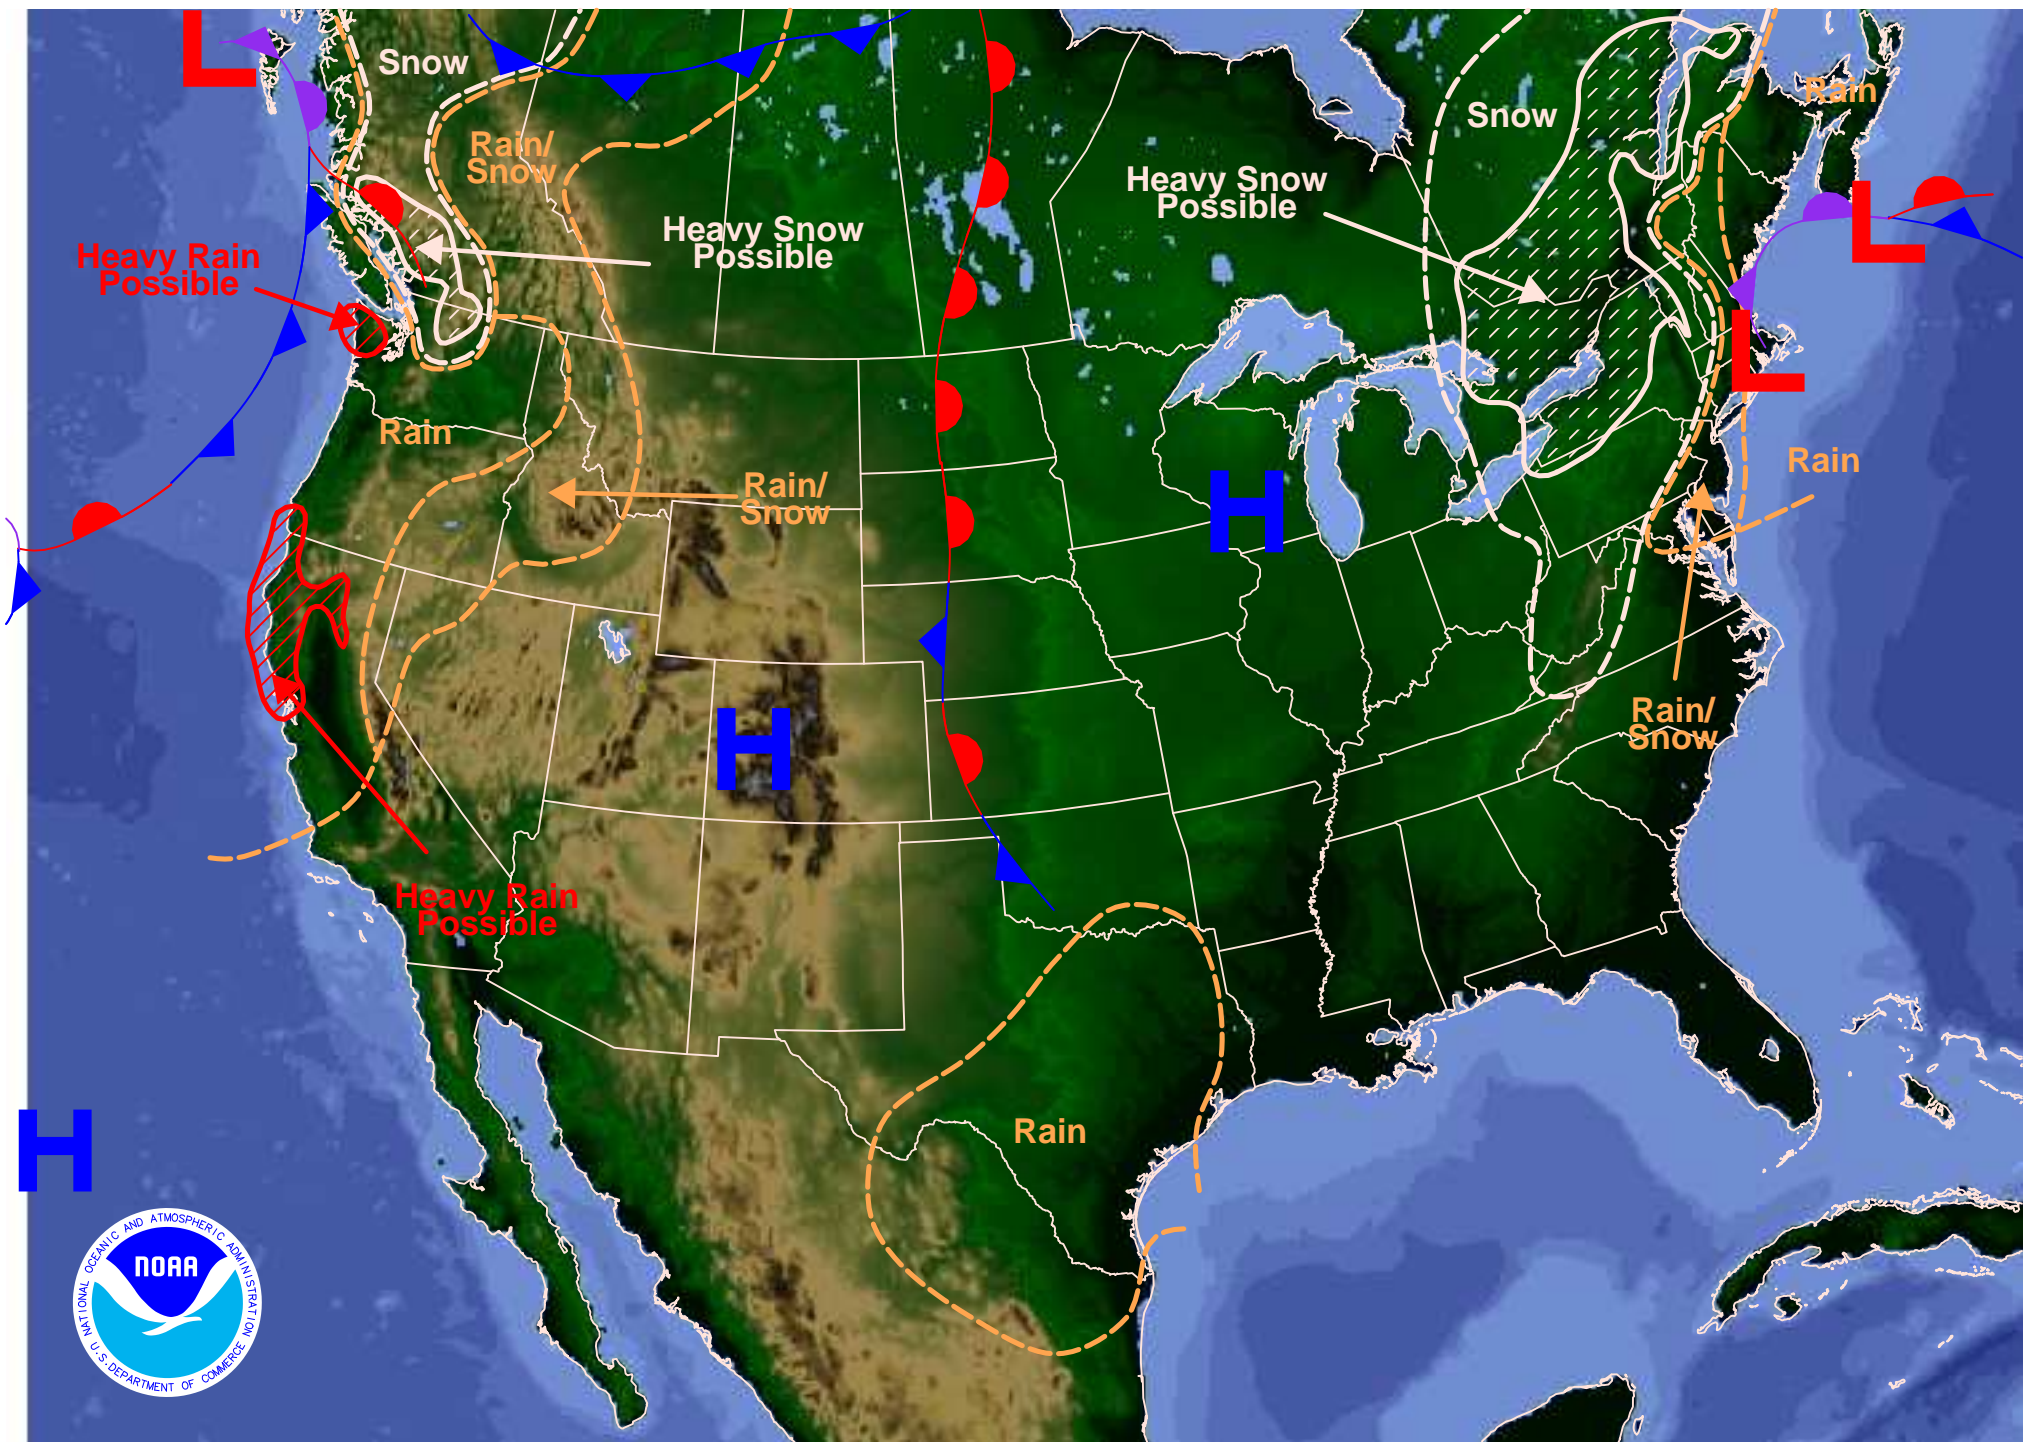 L
Snow
Rain
Snow
Rain/
Snow
Heavy Snow
Possible
L
Heavy Snow
Possible
Heavy Rain
Possible
L
Rain
Rain
Rain/
Snow
H
H
Rain/
Snow
Heavy Rain
Possible
Rain
H
NATIONAL OCEANIC AND ATMOSPHERIC ADMINISTRATION
NOAA
U.S. DEPARTMENT OF COMMERCE